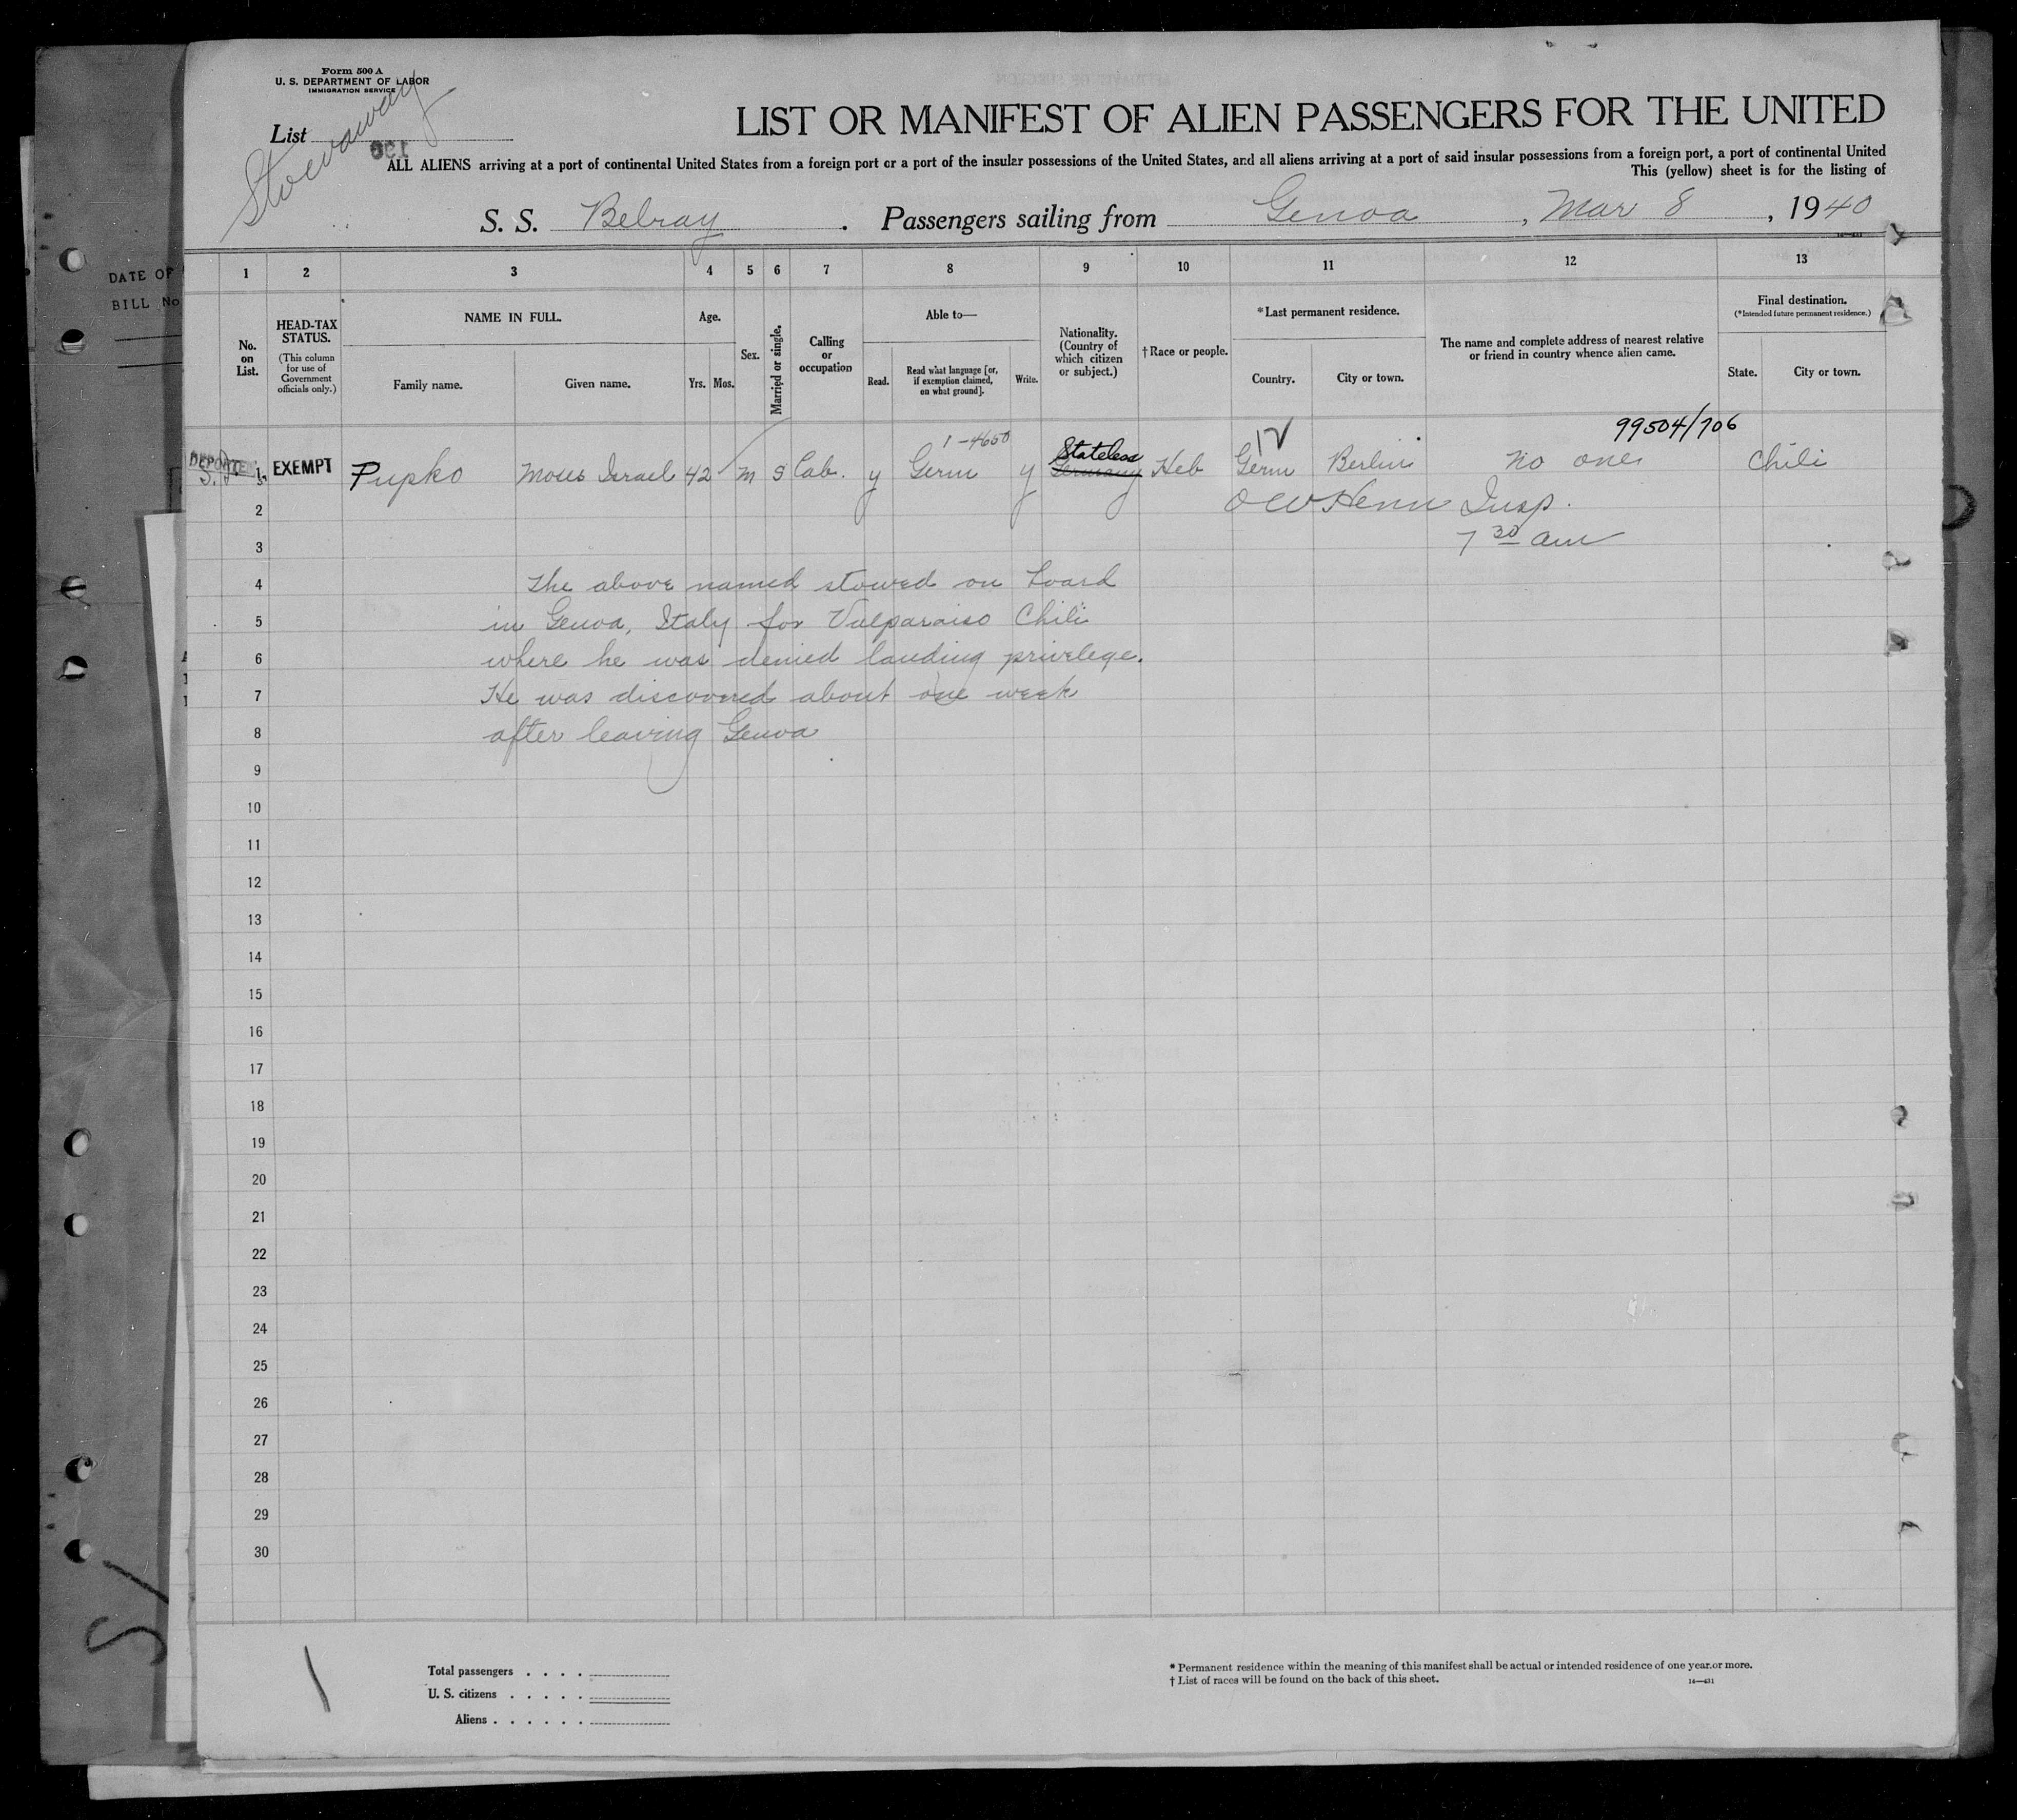 Form 500 A
U. S. DEPARTMENT OF LABOR
IMMIGRATION SERVICE
List
Stowaway
OCT
LIST OR MANIFEST OF ALIEN PASSENGERS FOR THE UNITED
ALL ALIENS arriving at a port of continental United States from a foreign port or a port of the insular possessions of the United States, and all aliens arriving at a port of said insular possessions from a foreign port, a port of continental United
This (yellow) sheet is for the listing of
S. S. Belray . Passengers sailing from Genoa , Mar 8 , 1940
DATE OF
BILL No
1 2 3 4 5 6 7 8 9 10 11 12 13
No. on List.
HEAD-TAX STATUS.
(This column for use of Government officials only.)
NAME IN FULL.
Family name.
Given name.
Age.
Yrs. Mos.
Sex.
Married or single.
Calling or occupation
Able to—
Read.
Read what language [or, if exemption claimed, on what ground].
Write.
Nationality. (Country of which citizen or subject.)
†Race or people.
*Last permanent residence.
Country.
City or town.
The name and complete address of nearest relative or friend in country whence alien came.
Final destination.
(*Intended future permanent residence.)
State.
City or town.
1-4650
99504/706
Stateless
DEPORTED
1 EXEMPT Pupko Moses Israel 42 m S Lab. y Germ y Germany Heb Germ Berlin no one Chili
2 O W Henn Insp.
3 7 30 am
4 The above named stowed on board
5 in Genoa, Italy for Valparaiso Chili
6 where he was denied landing privelege.
7 He was discovered about one week
8 after leaving Genoa
9
10
11
12
13
14
15
16
17
18
19
20
21
22
23
24
25
26
27
28
29
30
Total passengers . . . .
U. S. citizens . . . . .
Aliens . . . . . .
* Permanent residence within the meaning of this manifest shall be actual or intended residence of one year or more.
† List of races will be found on the back of this sheet.
14—431